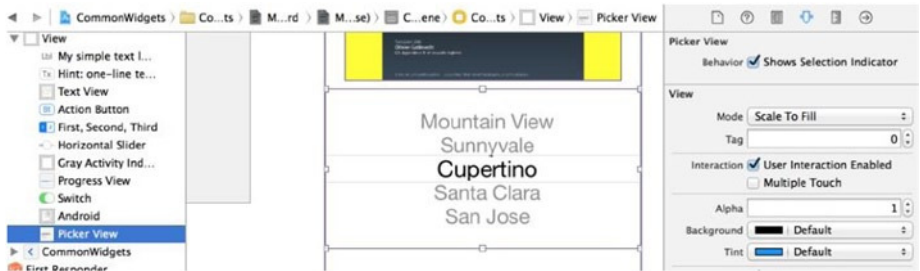 CommonWidgets Co...ts M...rd M...se) C...ene Co...ts View Picker View
View
Lbl My simple text l...
Tx Hint: one-line te...
Text View
Action Button
First, Second, Third
Horizontal Slider
Gray Activity Ind...
Progress View
Switch
Android
Picker View
CommonWidgets
First Responder
Mountain View
Sunnyvale
Cupertino
Santa Clara
San Jose
Picker View
Behavior Shows Selection Indicator
View
Mode Scale To Fill
Tag 0
Interaction User Interaction Enabled
Multiple Touch
Alpha 1
Background Default
Tint Default